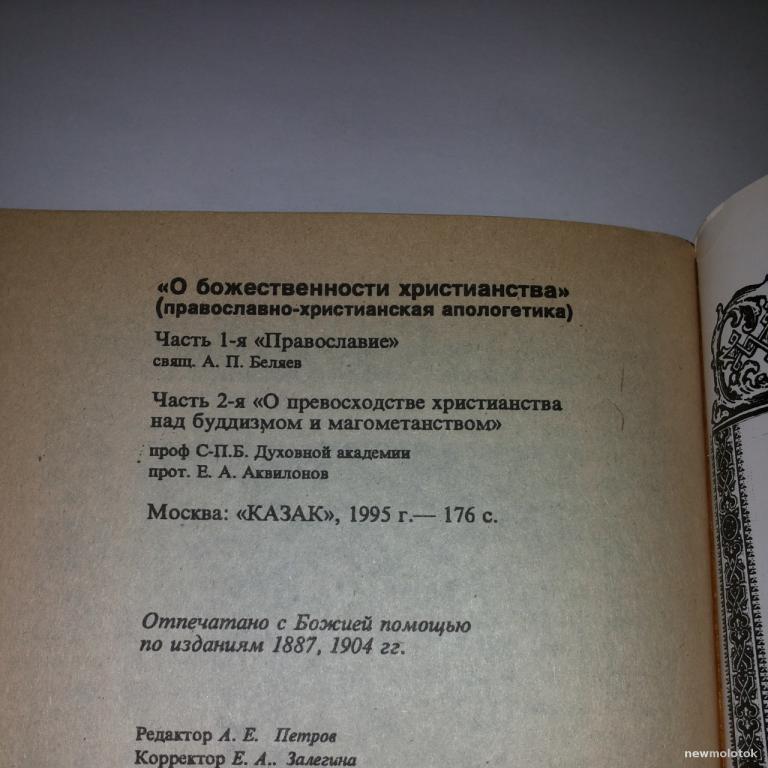 «О божественности христианства»
(православно-христианская апологетика)
Часть 1-я «Православие»
свящ. А. П. Беляев
Часть 2-я «О превосходстве христианства
над буддизмом и магометанством»
проф С-П.Б. Духовной академии
прот. Е. А. Аквилонов
Москва: «КАЗАК», 1995 г.— 176 с.
Отпечатано с Божией помощью
по изданиям 1887, 1904 гг.
Редактор А. Е. Петров
Корректор Е. А.. Залегина
newmolotok